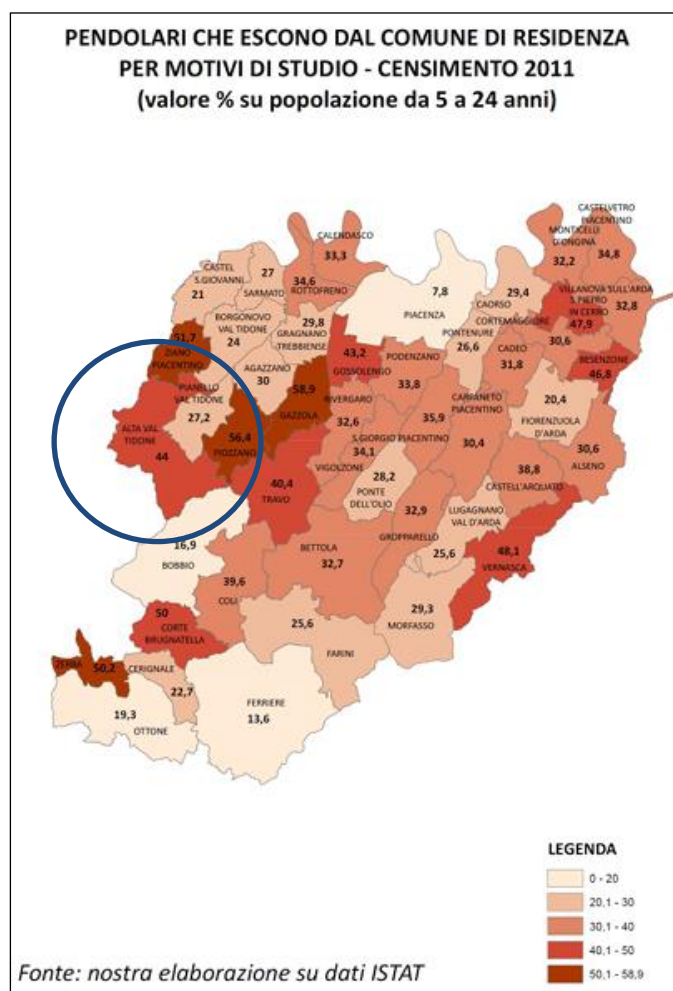 PENDOLARI CHE ESCONO DAL COMUNE DI RESIDENZA
PER MOTIVI DI STUDIO - CENSIMENTO 2011
(valore % su popolazione da 5 a 24 anni)
CASTELVETRO
PIACENTINO
34,8
MONTICELLI
D'ONGINA
32,2
CALENDASCO
33,3
CASTEL
S.GIOVANNI
21
27
SARMATO
34,6
ROTTOFRENO
7,8
PIACENZA
29,4
CAORSO
VILLANOVA SULL'ARDA
32,8
S.PIETRO
IN CERRO
47,9
BORGONOVO
VAL TIDONE
24
29,8
GRAGNANO
TREBBIENSE
CORTEMAGGIORE
30,6
PONTENURE
26,6
51,7
ZIANO
PIACENTINO
AGAZZANO
30
43,2
GOSSOLENGO
PODENZANO
33,8
CADEO
31,8
BESENZONE
46,8
PIANELLO
VAL TIDONE
27,2
58,9
GAZZOLA
RIVERGARO
32,6
CARPANETO
PIACENTINO
30,4
20,4
FIORENZUOLA
D'ARDA
ALTA VAL
TIDONE
44
56,4
PIOZZANO
35,9
S.GIORGIO PIACENTINO
34,1
VIGOLZONE
30,6
ALSENO
40,4
TRAVO
28,2
PONTE
DELL'OLIO
38,8
CASTELL'ARQUATO
32,9
GROPPARELLO
LUGAGNANO
VAL D'ARDA
25,6
16,9
BOBBIO
BETTOLA
32,7
48,1
VERNASCA
39,6
COLI
29,3
MORFASSO
50
CORTE
BRUGNATELLA
25,6
FARINI
ZERBA
50,2
CERIGNALE
22,7
FERRIERE
13,6
19,3
OTTONE
LEGENDA
0 - 20
20,1 - 30
30,1 - 40
40,1 - 50
50,1 - 58,9
Fonte: nostra elaborazione su dati ISTAT